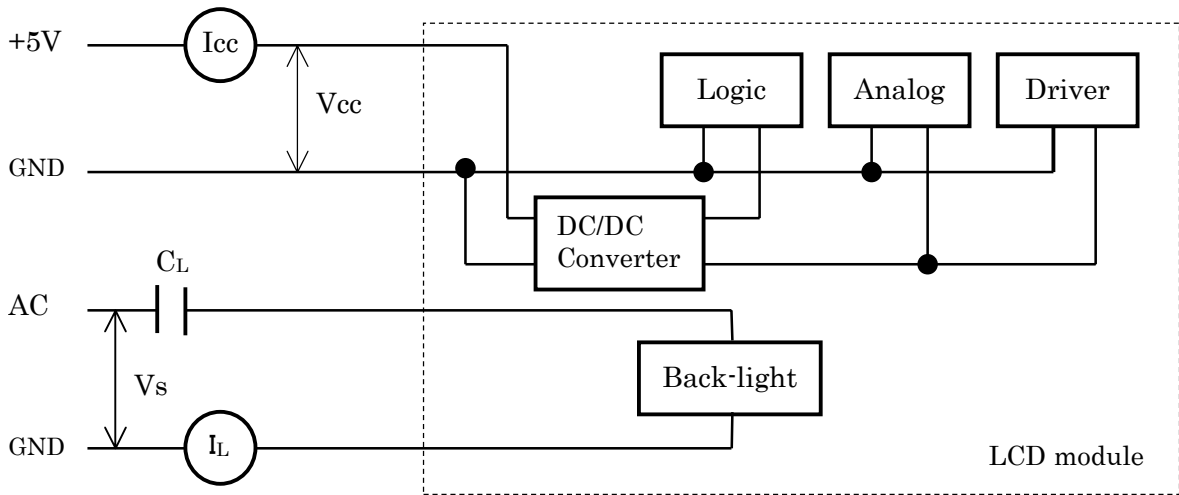 +5V
Icc
Vcc
Logic
Analog
Driver
GND
DC/DC
Converter
CL
AC
Vs
Back-light
GND
IL
LCD module